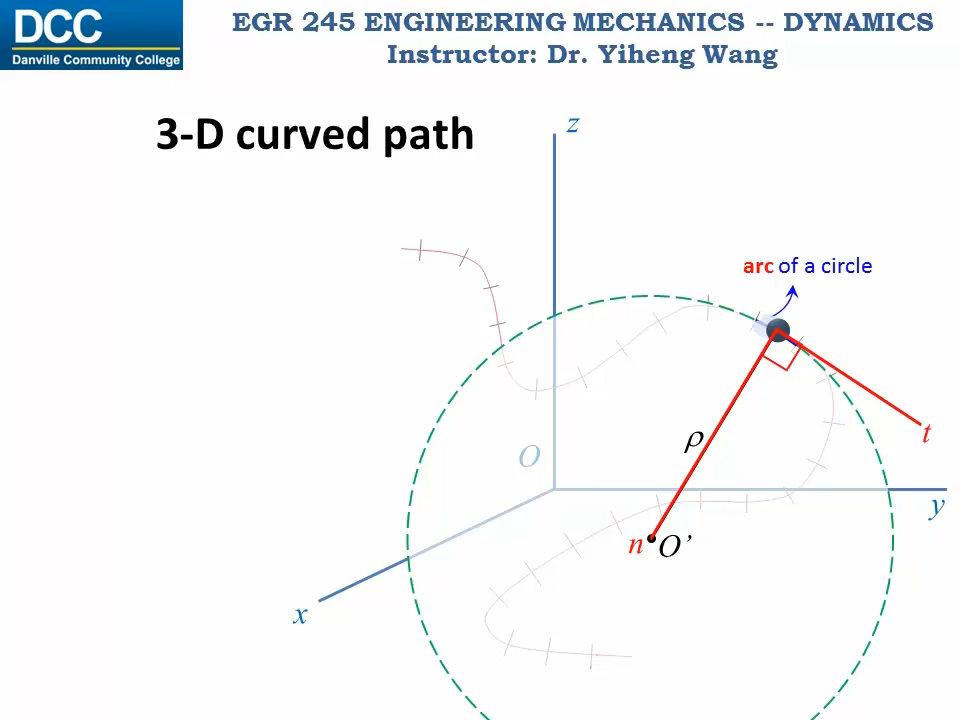 DCC
Danville Community College
EGR 245 ENGINEERING MECHANICS -- DYNAMICS
Instructor: Dr. Yiheng Wang
3-D curved path
z
arc of a circle
ρ
t
O
y
n
O’
x